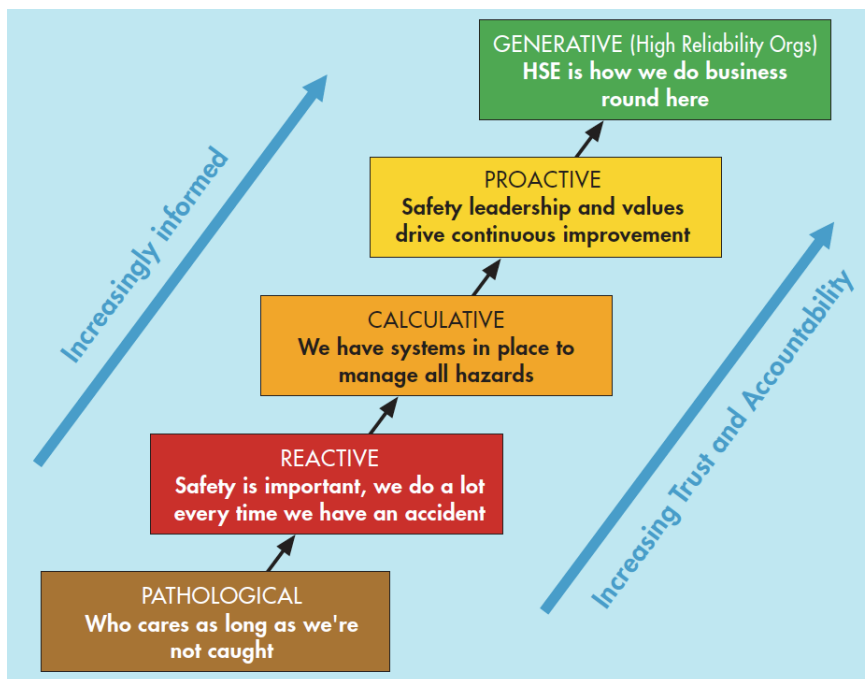 GENERATIVE (High Reliability Orgs)
HSE is how we do business
round here
PROACTIVE
Safety leadership and values
drive continuous improvement
CALCULATIVE
We have systems in place to
manage all hazards
REACTIVE
Safety is important, we do a lot
every time we have an accident
PATHOLOGICAL
Who cares as long as we're
not caught
Increasingly informed
Increasing Trust and Accountability